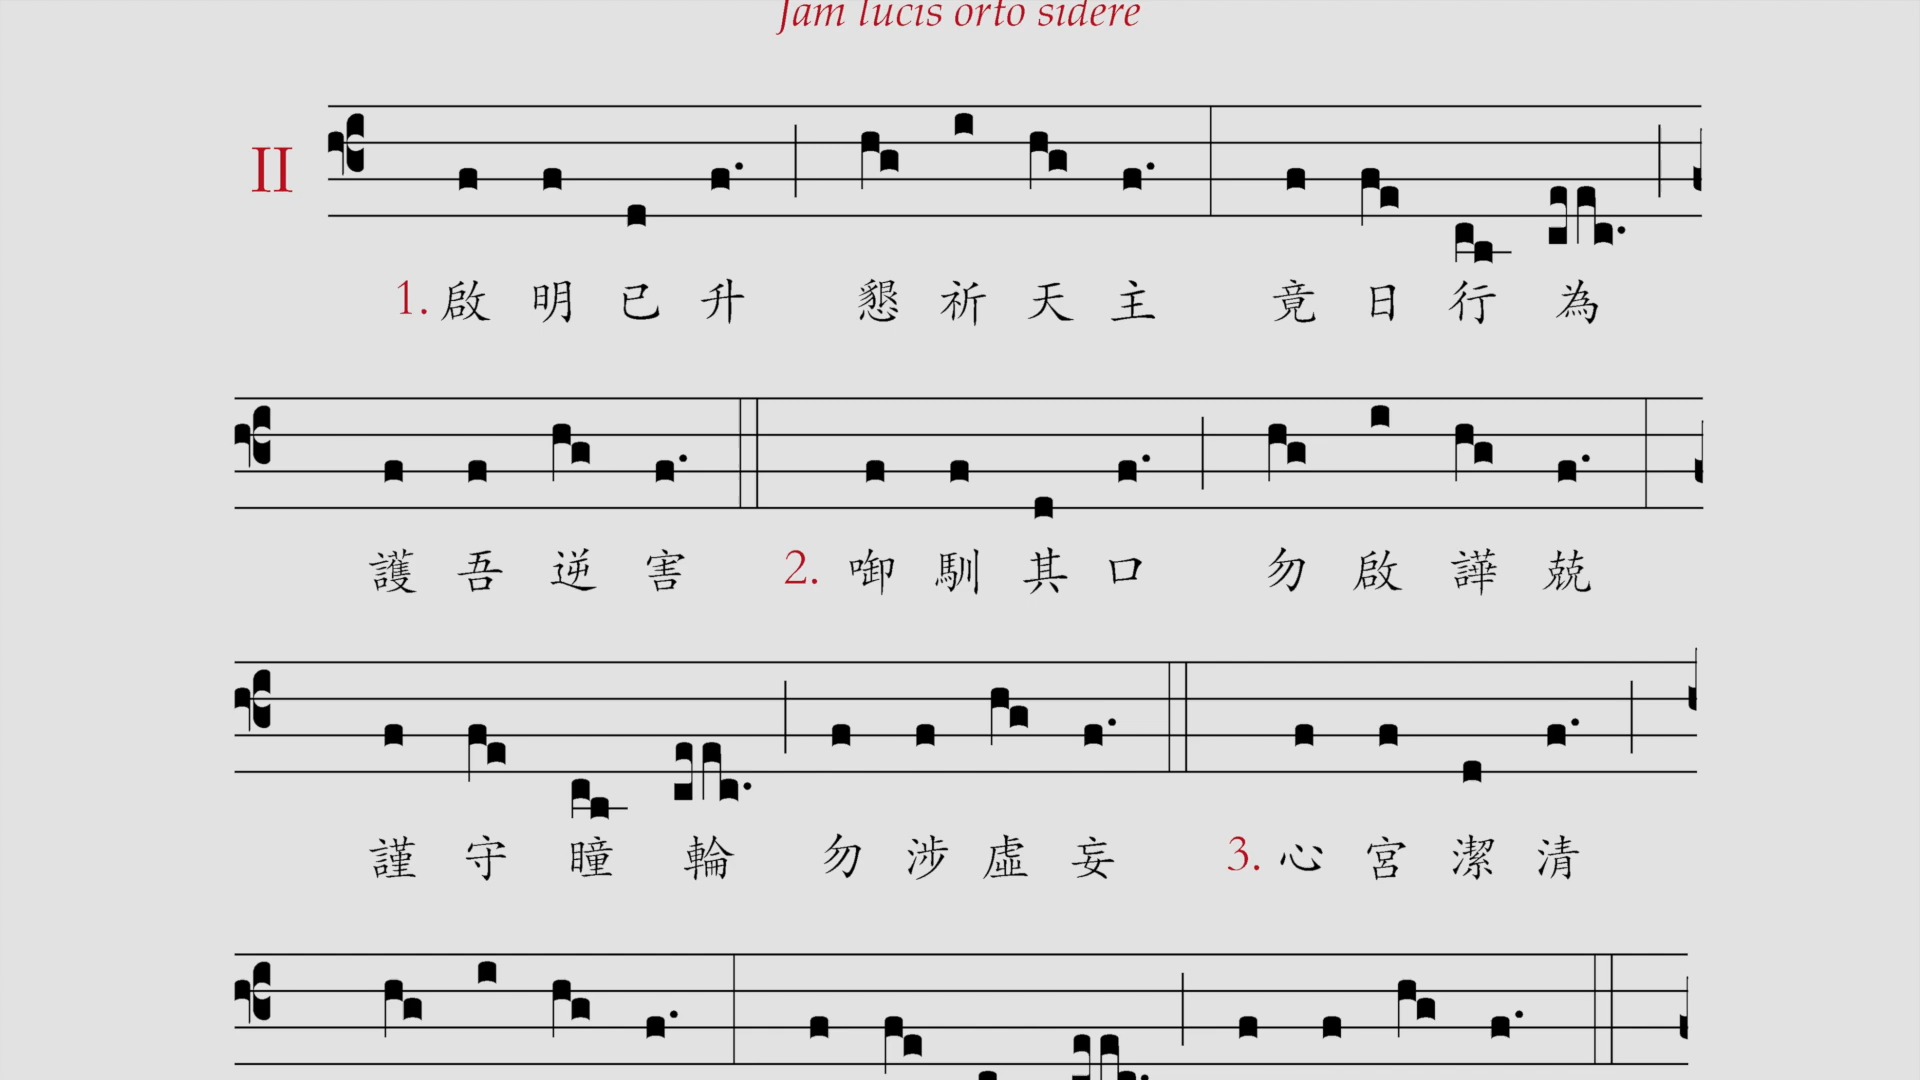 Jam lucis orto sidere
II
1. 啟 明 已 升 懇 祈 天 主 竟 日 行 為
護 吾 逆 害 2. 啣 馴 其 口 勿 啟 譁 兢
謹 守 瞳 輪 勿 涉 虛 妄 3. 心 宮 潔 清